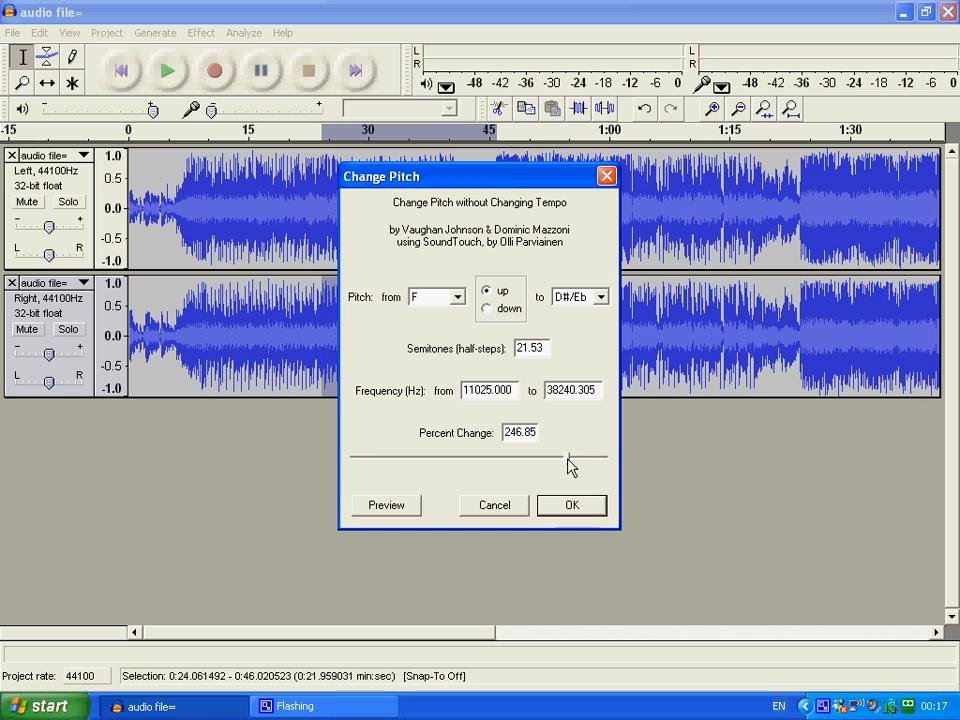 audio file=
File Edit View Project Generate Effect Analyze Help
L
R
-48 -42 -36 -30 -24 -18 -12 -6 0
L
R
-48 -42 -36 -30 -24 -18 -12 -6 0
-15 0 15 30 45 1:00 1:15 1:30
audio file=
Left, 44100Hz
32-bit float
Mute Solo
- +
L R
1.0
0.5
0.0
-0.5
-1.0
audio file=
Right, 44100Hz
32-bit float
Mute Solo
- +
L R
1.0
0.5
0.0
-0.5
-1.0
Change Pitch
Change Pitch without Changing Tempo
by Vaughan Johnson & Dominic Mazzoni
using SoundTouch, by Olli Parviainen
Pitch: from F up down to D#/Eb
Semitones (half-steps): 21.53
Frequency (Hz): from 11025.000 to 38240.305
Percent Change: 246.85
Preview Cancel OK
Project rate: 44100 Selection: 0:24.061492 - 0:46.020523 (0:21.959031 min:sec) [Snap-To Off]
start audio file= Flashing EN 00:17